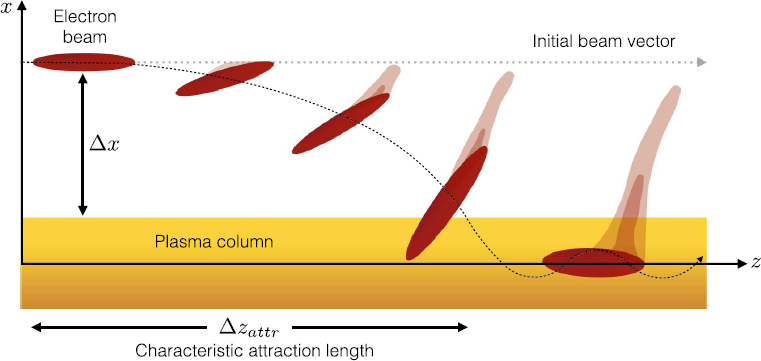 x
Electron
beam
Initial beam vector
Δx
Plasma column
z
Δz_attr
Characteristic attraction length